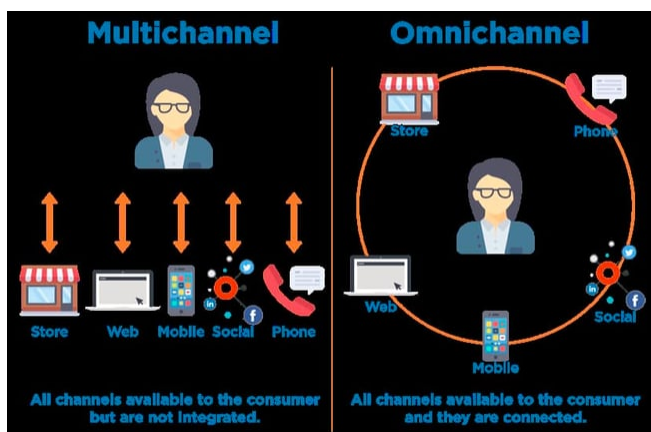 Multichannel
Store Web Mobile Social Phone
All channels available to the consumer
but are not integrated.
Omnichannel
Store
Phone
Web
Social
Mobile
All channels available to the consumer
and they are connected.